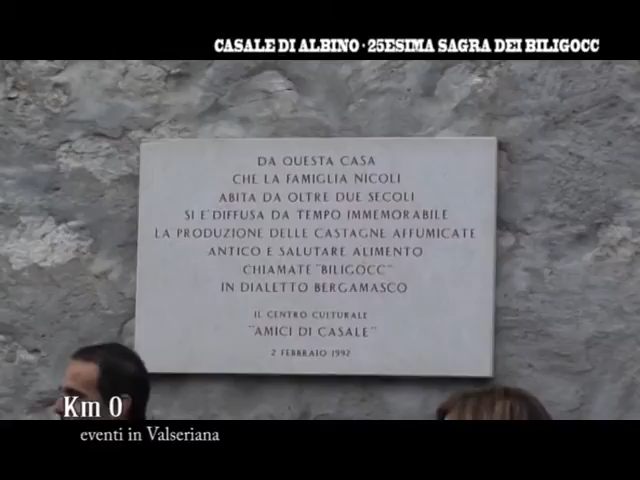 CASALE DI ALBINO · 25ESIMA SAGRA DEI BILIGOCC
DA QUESTA CASA
CHE LA FAMIGLIA NICOLI
ABITA DA OLTRE DUE SECOLI
SI E' DIFFUSA DA TEMPO IMMEMORABILE
LA PRODUZIONE DELLE CASTAGNE AFFUMICATE
ANTICO E SALUTARE ALIMENTO
CHIAMATE "BILIGOCC"
IN DIALETTO BERGAMASCO
IL CENTRO CULTURALE
"AMICI DI CASALE"
2 FEBBRAIO 1992
Km 0
eventi in Valseriana